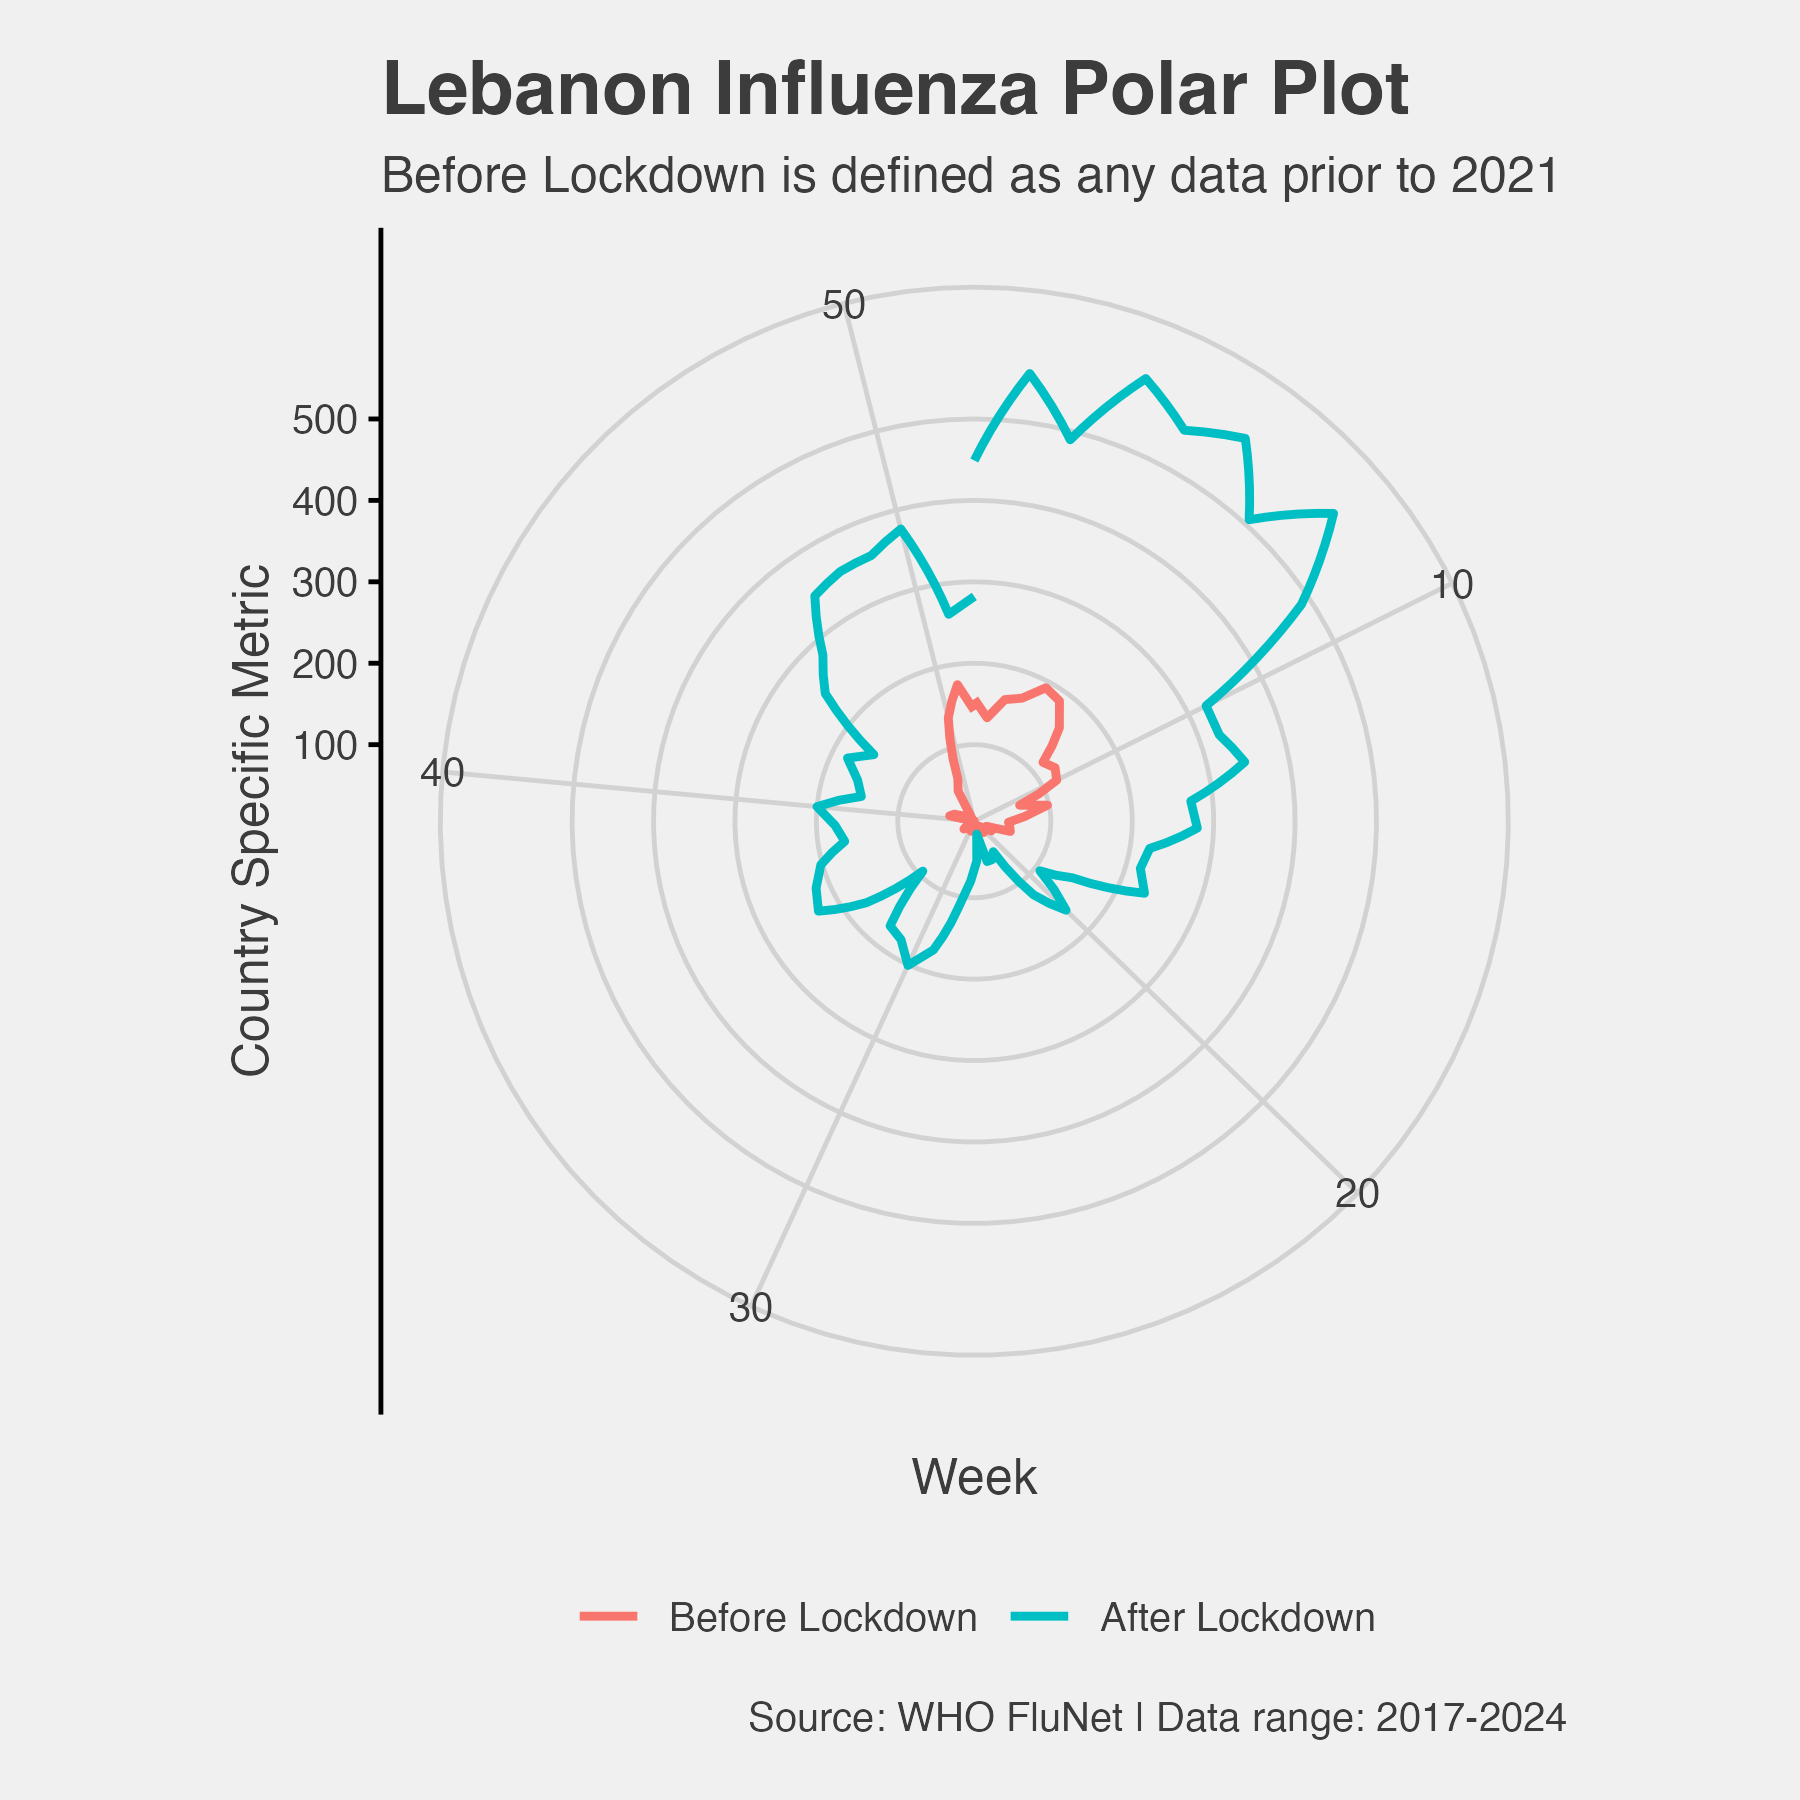 Lebanon Influenza Polar Plot
Before Lockdown is defined as any data prior to 2021
50
500
400
300
200
100
10
40
20
30
Country Specific Metric
Week
Before Lockdown
After Lockdown
Source: WHO FluNet | Data range: 2017-2024